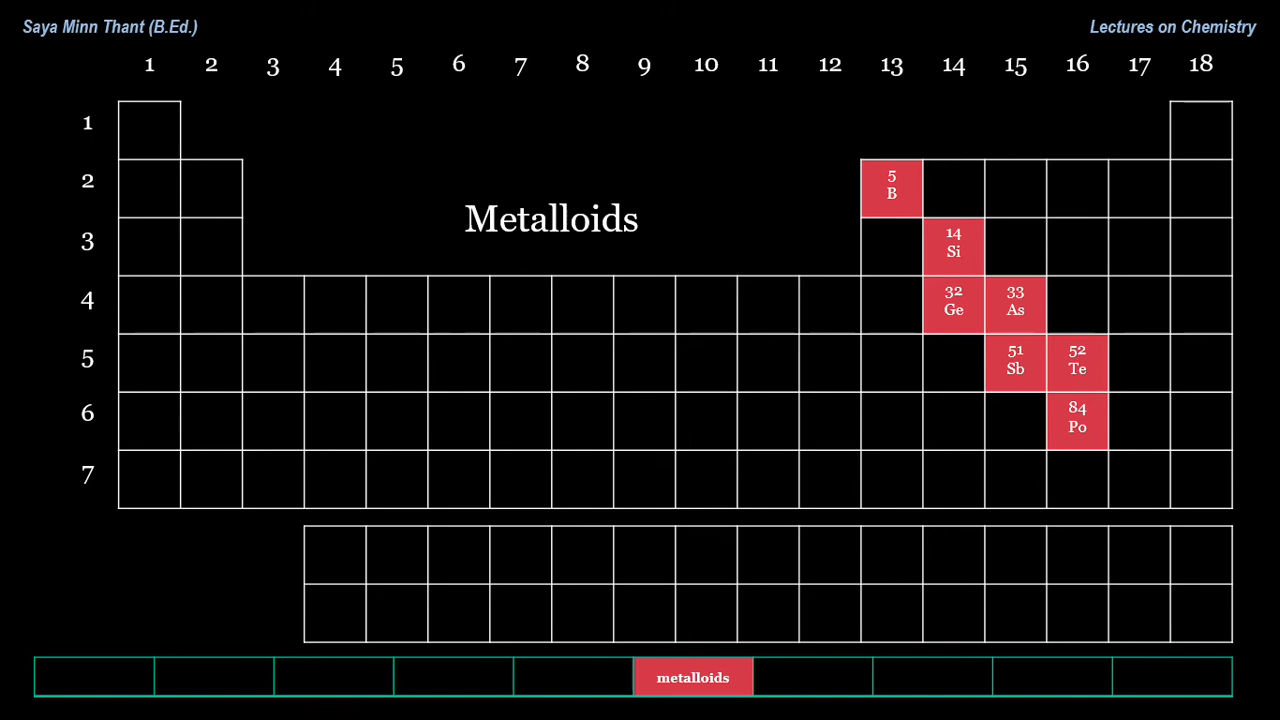 Saya Minn Thant (B.Ed.)
Lectures on Chemistry
1 2 3 4 5 6 7 8 9 10 11 12 13 14 15 16 17 18
1
2
5
B
Metalloids
3
14
Si
4
32
Ge
33
As
5
51
Sb
52
Te
6
84
Po
7
metalloids